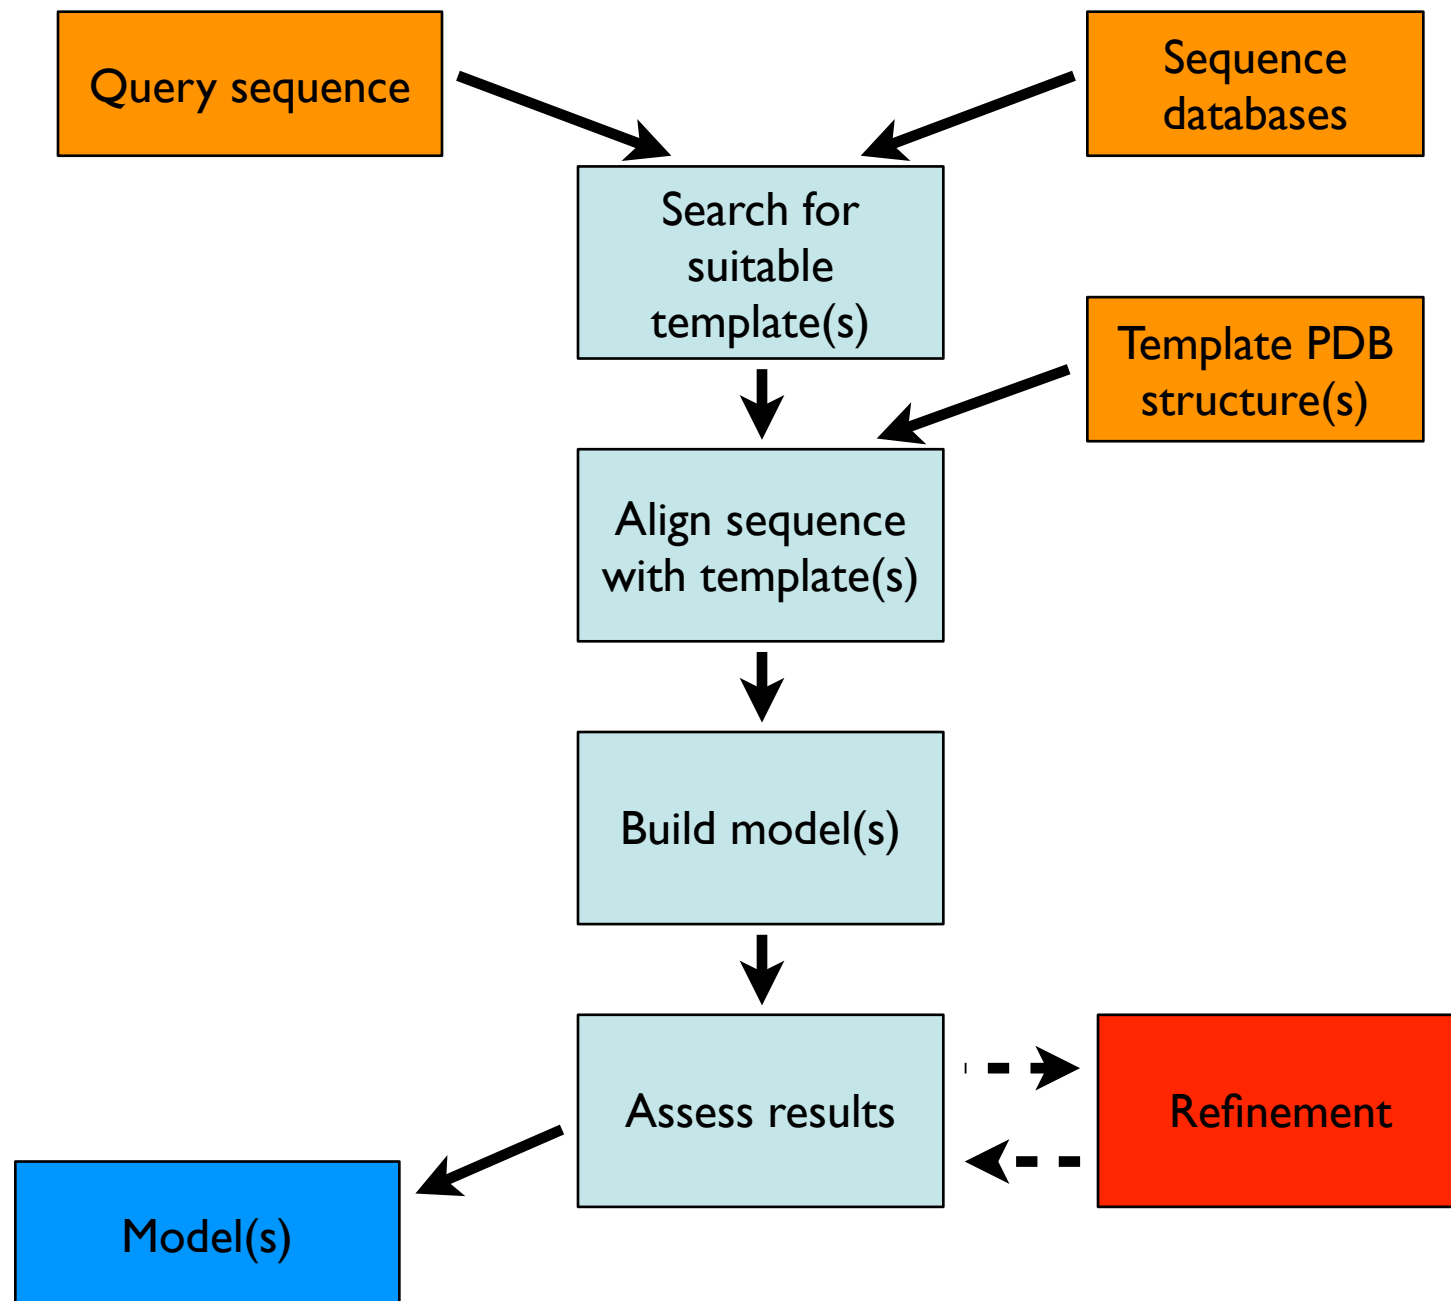 Query sequence
Sequence
databases
Search for
suitable
template(s)
Template PDB
structure(s)
Align sequence
with template(s)
Build model(s)
Assess results
Refinement
Model(s)